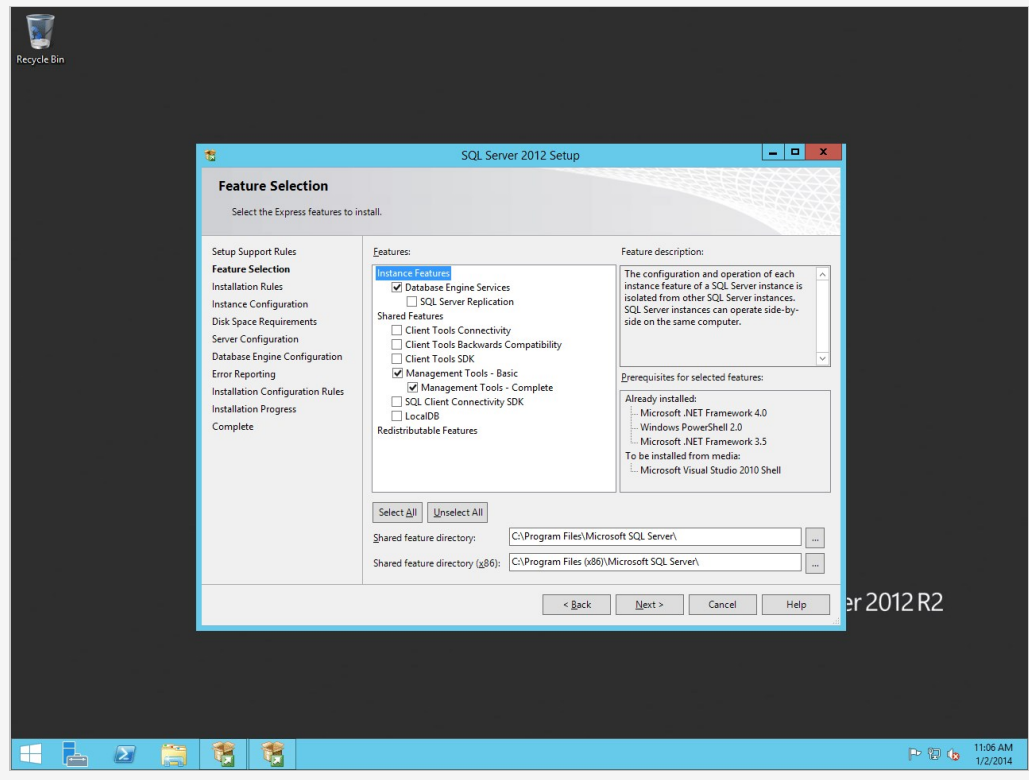 Recycle Bin
SQL Server 2012 Setup
Feature Selection
Select the Express features to install.
Setup Support Rules
Feature Selection
Installation Rules
Instance Configuration
Disk Space Requirements
Server Configuration
Database Engine Configuration
Error Reporting
Installation Configuration Rules
Installation Progress
Complete
Features:
Instance Features
Database Engine Services
SQL Server Replication
Shared Features
Client Tools Connectivity
Client Tools Backwards Compatibility
Client Tools SDK
Management Tools - Basic
Management Tools - Complete
SQL Client Connectivity SDK
LocalDB
Redistributable Features
Feature description:
The configuration and operation of each
instance feature of a SQL Server instance is
isolated from other SQL Server instances.
SQL Server instances can operate side-by-
side on the same computer.
Prerequisites for selected features:
Already installed:
Microsoft .NET Framework 4.0
Windows PowerShell 2.0
Microsoft .NET Framework 3.5
To be installed from media:
Microsoft Visual Studio 2010 Shell
Select All
Unselect All
Shared feature directory:
C:\Program Files\Microsoft SQL Server\
...
Shared feature directory (x86):
C:\Program Files (x86)\Microsoft SQL Server\
...
< Back
Next >
Cancel
Help
er 2012 R2
11:06 AM
1/2/2014